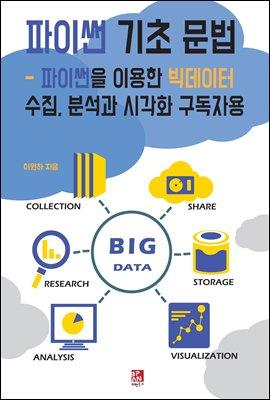 파이썬 기초 문법
- 파이썬을 이용한 빅데이터
수집, 분석과 시각화 구독자용
이원하 지음
COLLECTION
SHARE
BIG
DATA
RESEARCH
STORAGE
ANALYSIS
VISUALIZATION